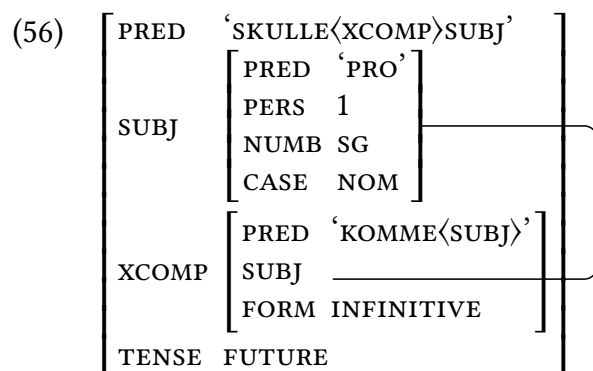 (56) PRED ‘SKULLE⟨XCOMP⟩SUBJ’
PRED ‘PRO’
PERS 1
SUBJ
NUMB SG
CASE NOM
PRED ‘KOMME⟨SUBJ⟩’
XCOMP SUBJ
FORM INFINITIVE
TENSE FUTURE